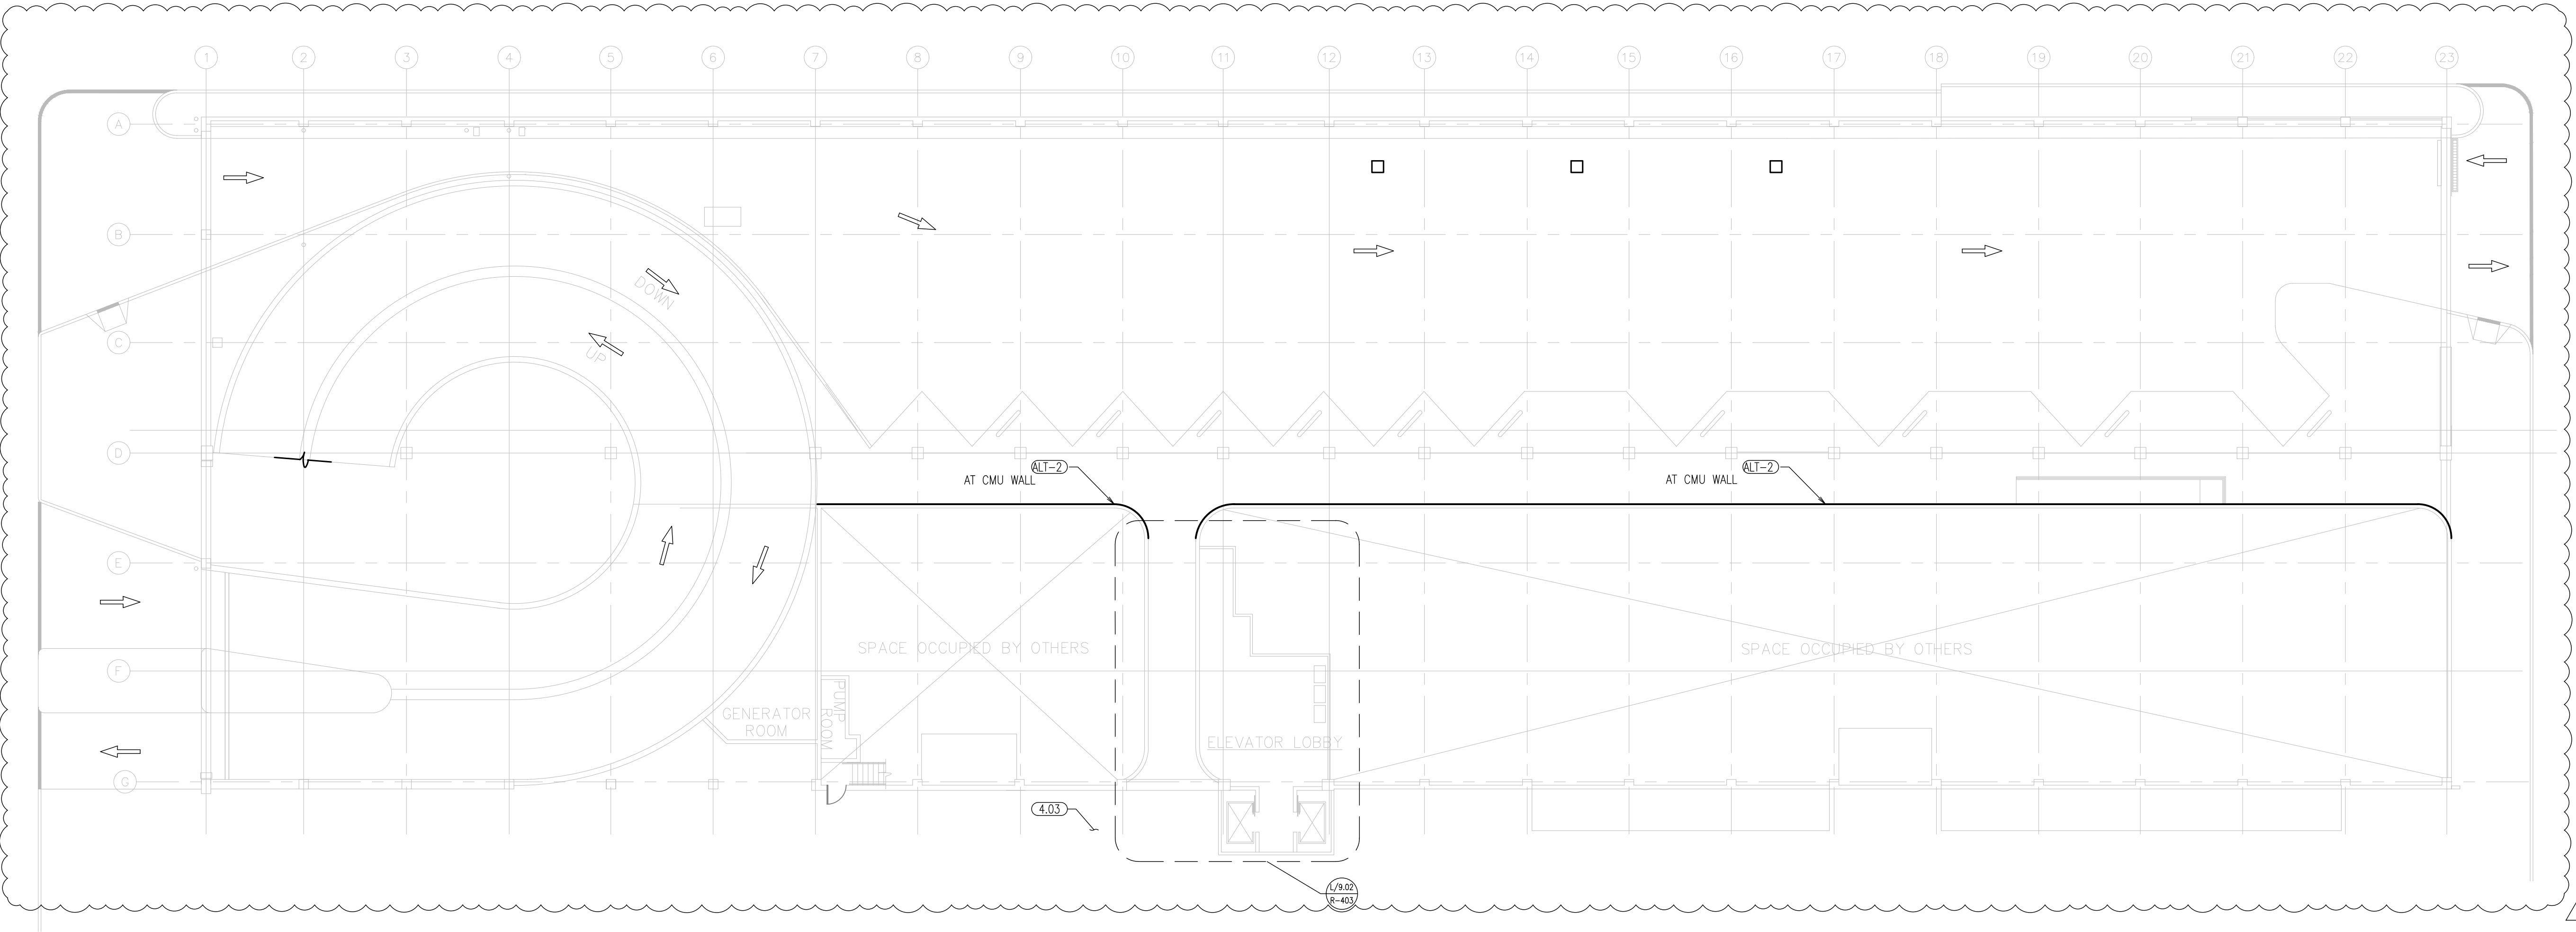 1 2 3 4 5 6 7 8 9 10 11 12 13 14 15 16 17 18 19 20 21 22 23
A
B
DOWN
C
UP
D
ALT-2
AT CMU WALL
ALT-2
AT CMU WALL
E
SPACE OCCUPIED BY OTHERS
SPACE OCCUPIED BY OTHERS
F
PUMP
ROOM
GENERATOR
ROOM
ELEVATOR LOBBY
G
4.03
L/9.02
R-403